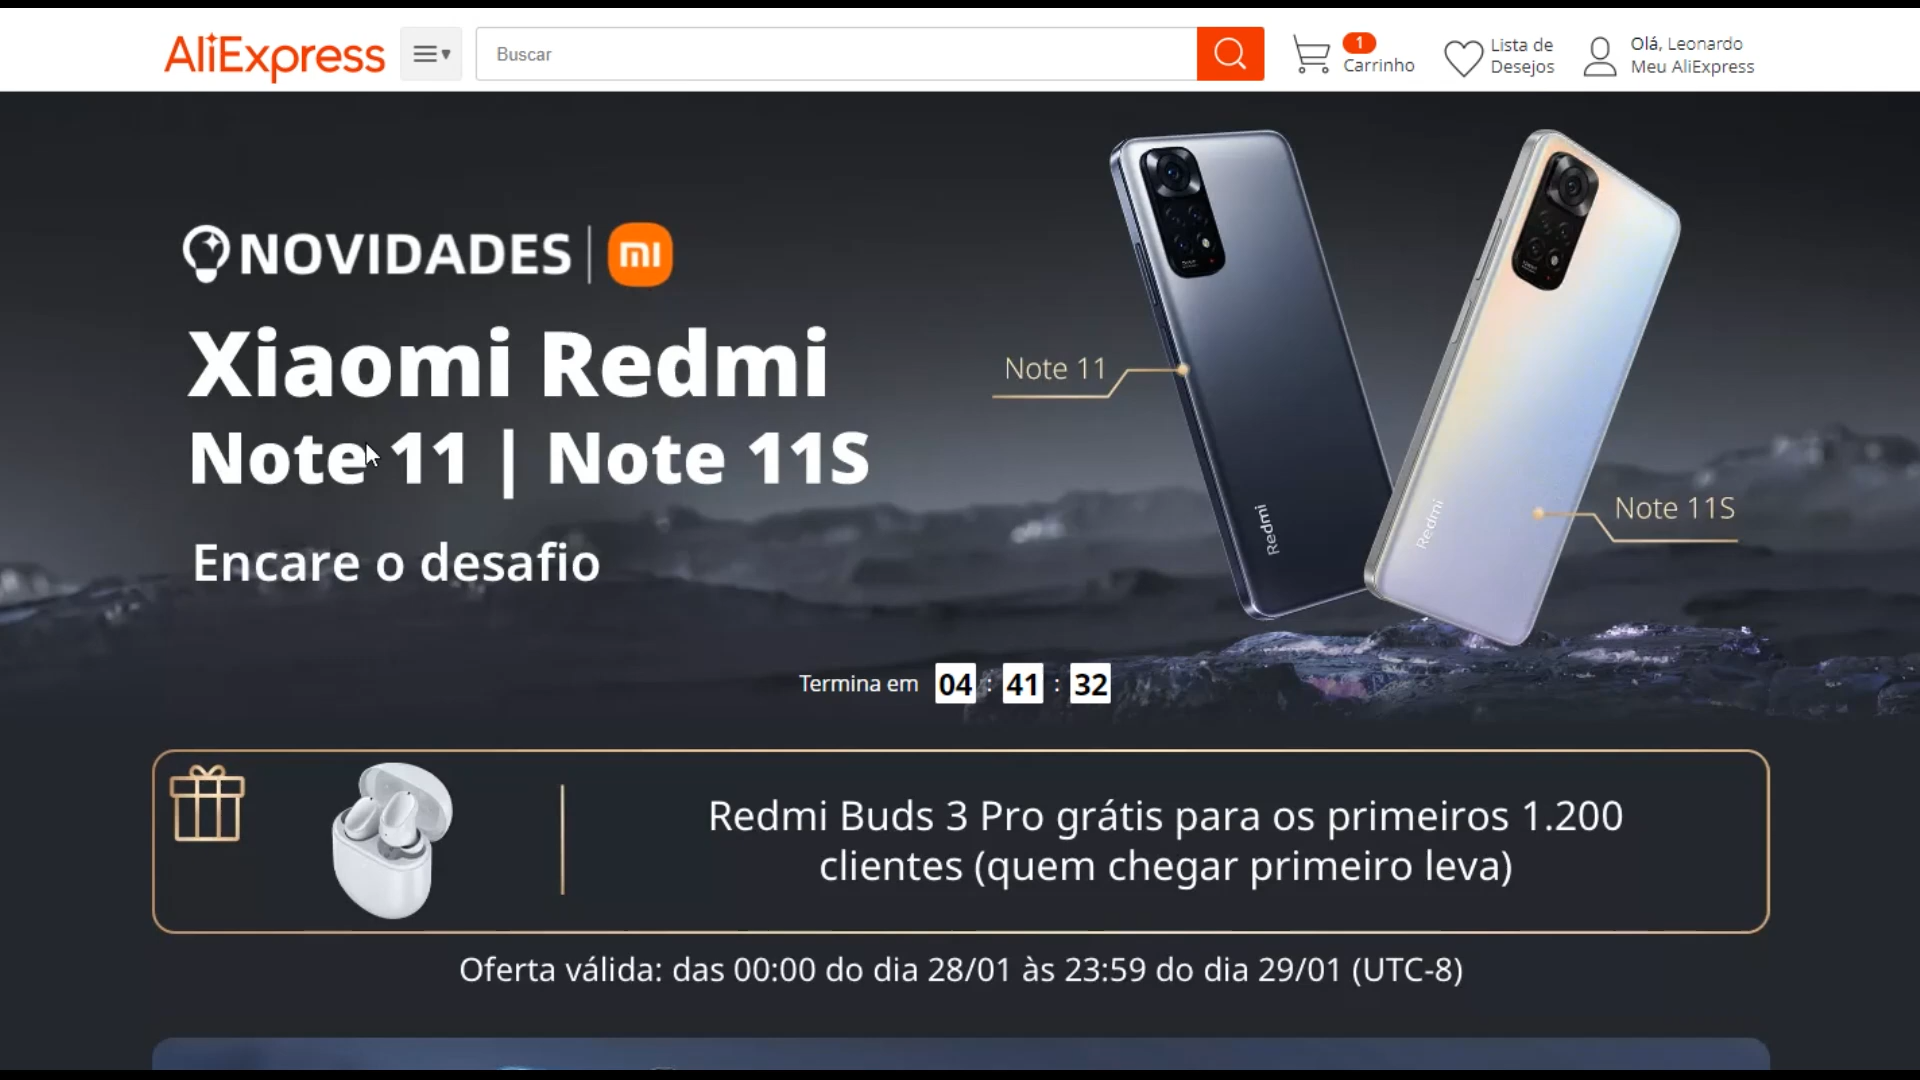 AliExpress
Buscar
1
Carrinho
Lista de
Desejos
Olá, Leonardo
Meu AliExpress
NOVIDADES | mi
Xiaomi Redmi
Note 11 | Note 11S
Encare o desafio
Note 11
Note 11S
Redmi
Redmi
Termina em 04 : 41 : 32
Redmi Buds 3 Pro grátis para os primeiros 1.200
clientes (quem chegar primeiro leva)
Oferta válida: das 00:00 do dia 28/01 às 23:59 do dia 29/01 (UTC-8)